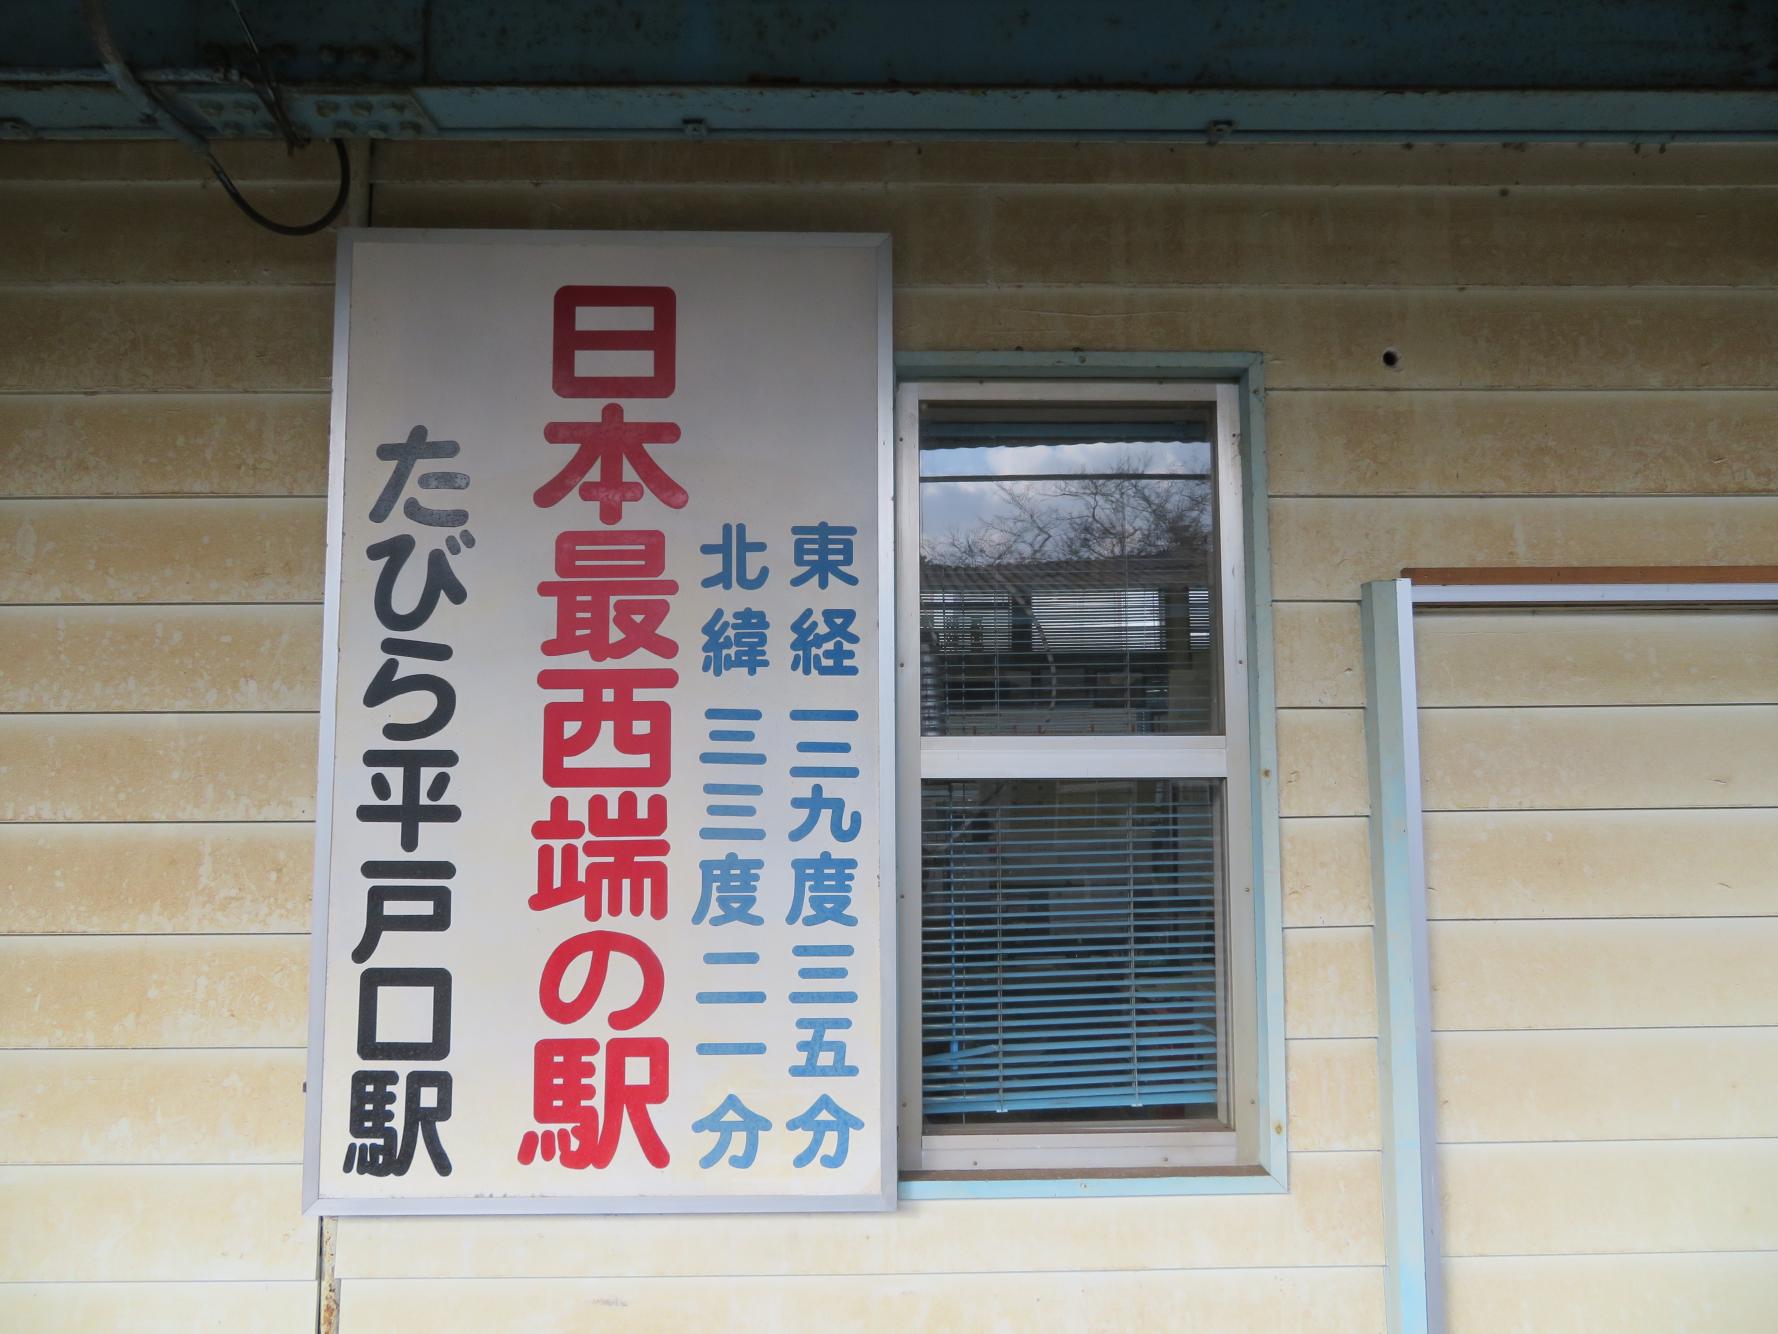 東経一二九度三五分
北緯三三度二一分
日本最西端の駅
たびら平戸口駅